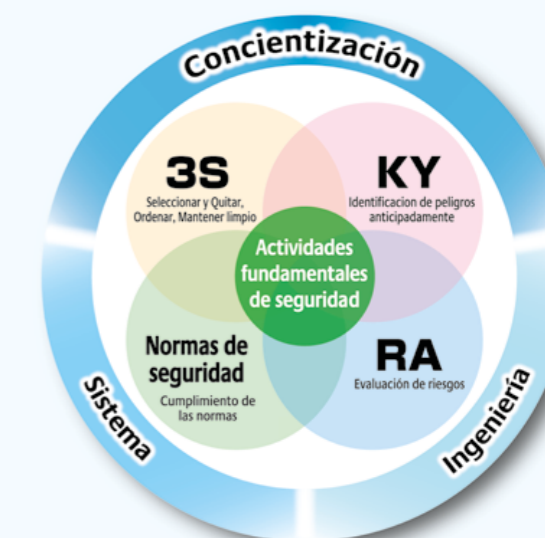 Concientización
3S
Seleccionar y Quitar,
Ordenar, Mantener limpio
KY
Identificacion de peligros
anticipadamente
Actividades
fundamentales
de seguridad
Normas de
seguridad
Cumplimiento de
las normas
RA
Evaluación de riesgos
Sistema
Ingeniería